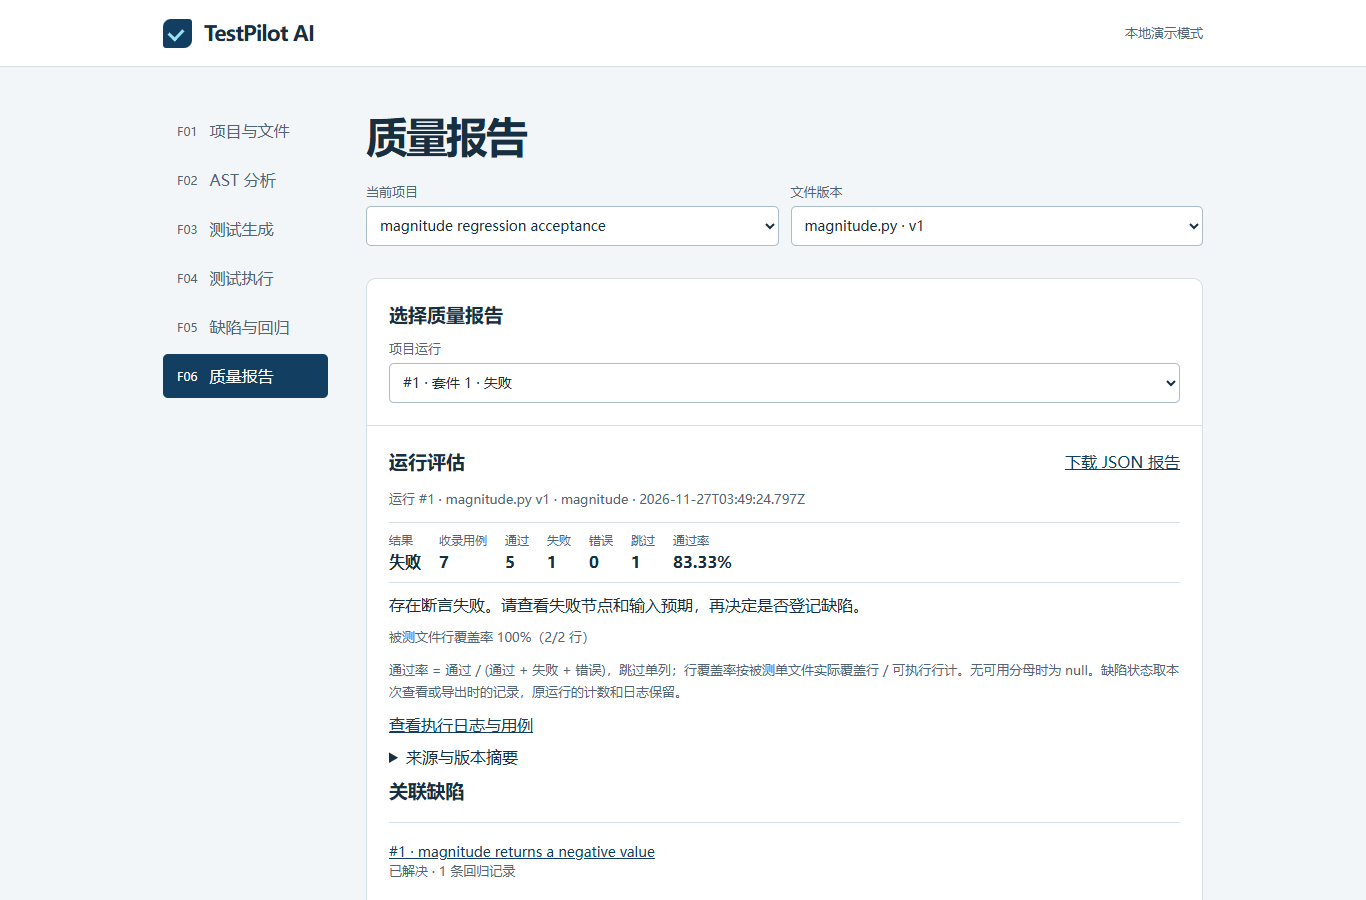 TestPilot AI
本地演示模式
F01 项目与文件
F02 AST 分析
F03 测试生成
F04 测试执行
F05 缺陷与回归
F06 质量报告
质量报告
当前项目
magnitude regression acceptance
文件版本
magnitude.py · v1
选择质量报告
项目运行
#1 · 套件 1 · 失败
运行评估
下载 JSON 报告
运行 #1 · magnitude.py v1 · magnitude · 2026-11-27T03:49:24.797Z
结果 收录用例 通过 失败 错误 跳过 通过率
失败 7 5 1 0 1 83.33%
存在断言失败。请查看失败节点和输入预期，再决定是否登记缺陷。
被测文件行覆盖率 100%（2/2 行）
通过率 = 通过 / (通过 + 失败 + 错误)，跳过单列；行覆盖率按被测单文件实际覆盖行 / 可执行行计。无可用分母时为 null。缺陷状态取本
次查看或导出时的记录，原运行的计数和日志保留。
查看执行日志与用例
来源与版本摘要
关联缺陷
#1 · magnitude returns a negative value
已解决 · 1 条回归记录